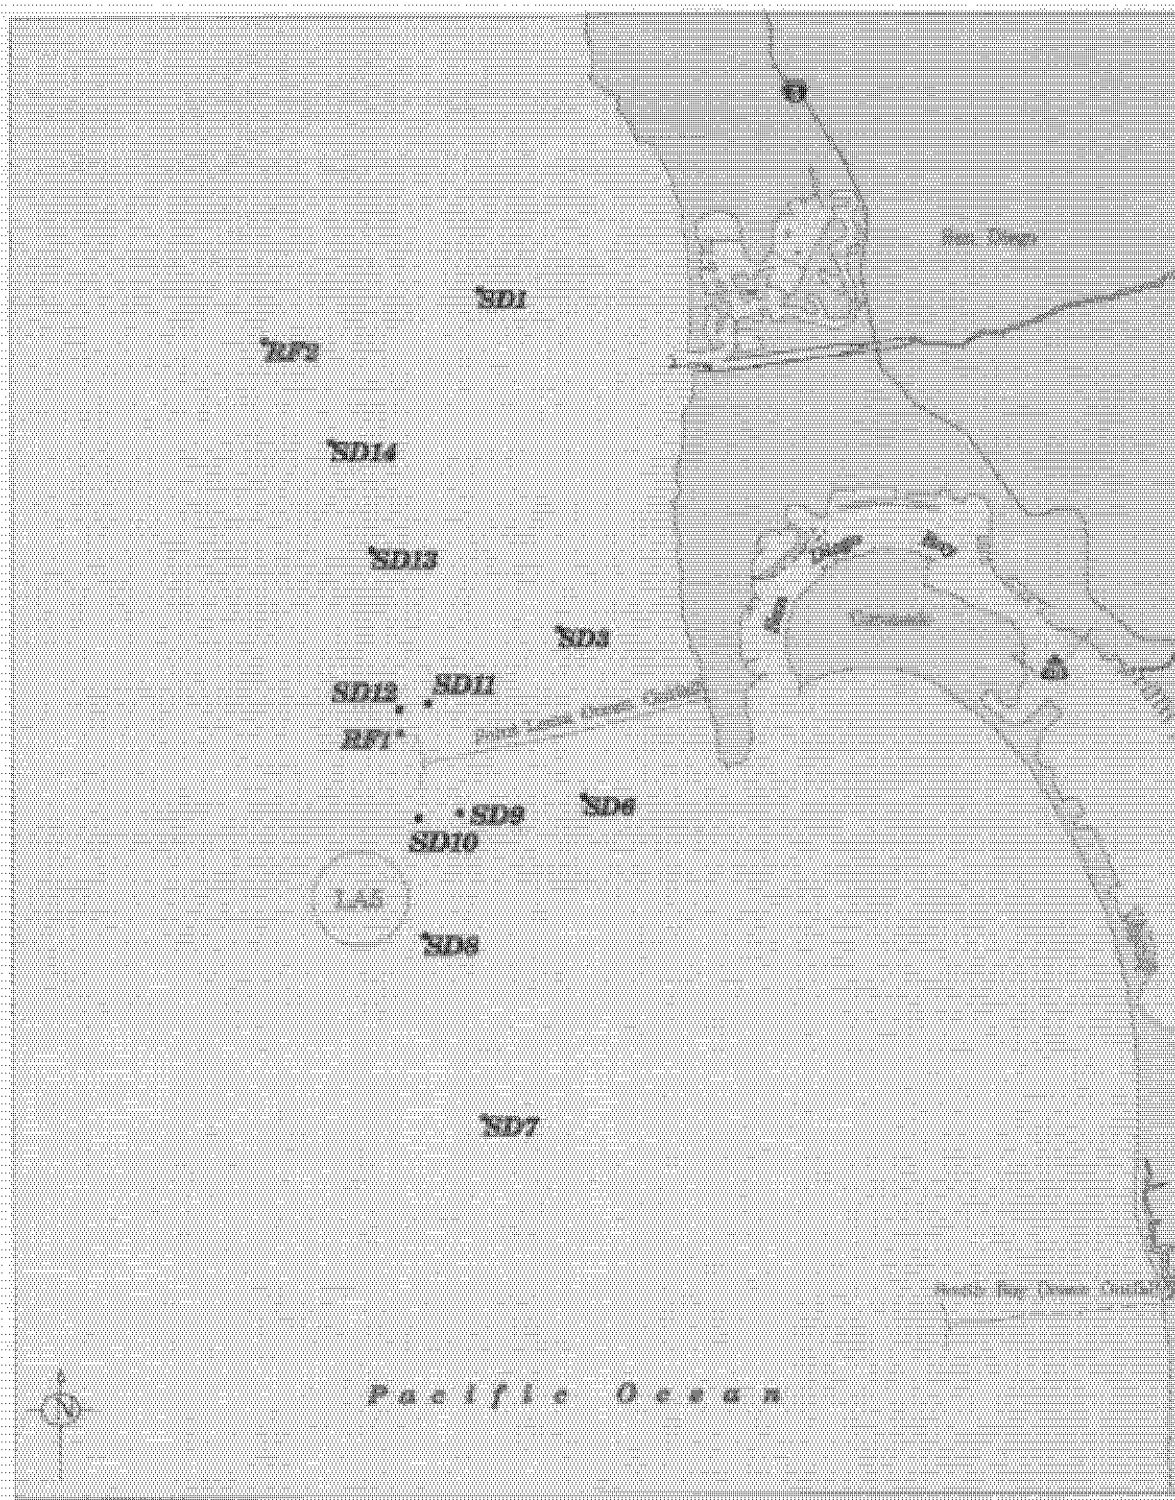 San Diego
SD1
RF2
SD14
SD13
Coronado
SD3
SD11
SD12
Point Loma Ocean Outfall
RF1
SD6
SD9
SD10
LA5
SD8
SD7
South Bay Ocean Outfall
Pacific Ocean
N